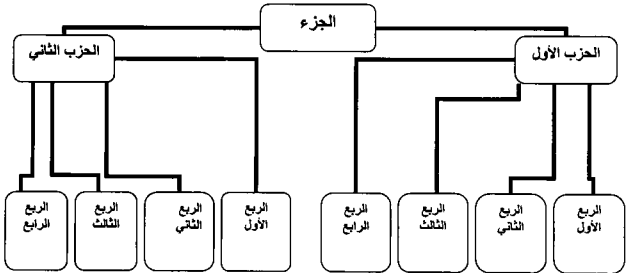 الجزء
الحزب الأول
الحزب الثاني
الربع
الأول
الربع
الثاني
الربع
الثالث
الربع
الرابع
الربع
الأول
الربع
الثاني
الربع
الثالث
الربع
الرابع